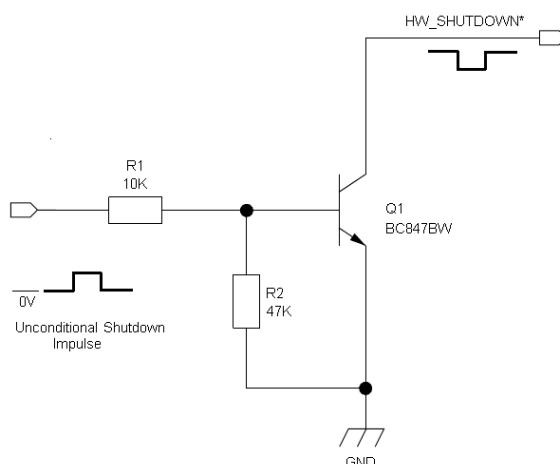 HW_SHUTDOWN*
R1
10K
Q1
BC847BW
0V
R2
47K
Unconditional Shutdown
Impulse
GND